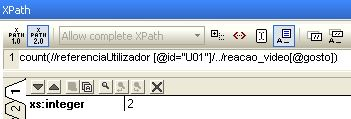 XPath
XPATH 1.0 XPATH 2.0 Allow complete XPath
1 count(//referenciaUtilizador [@id="U01"]/../reacao_video[@gosto])
1
V2
xs:integer 2